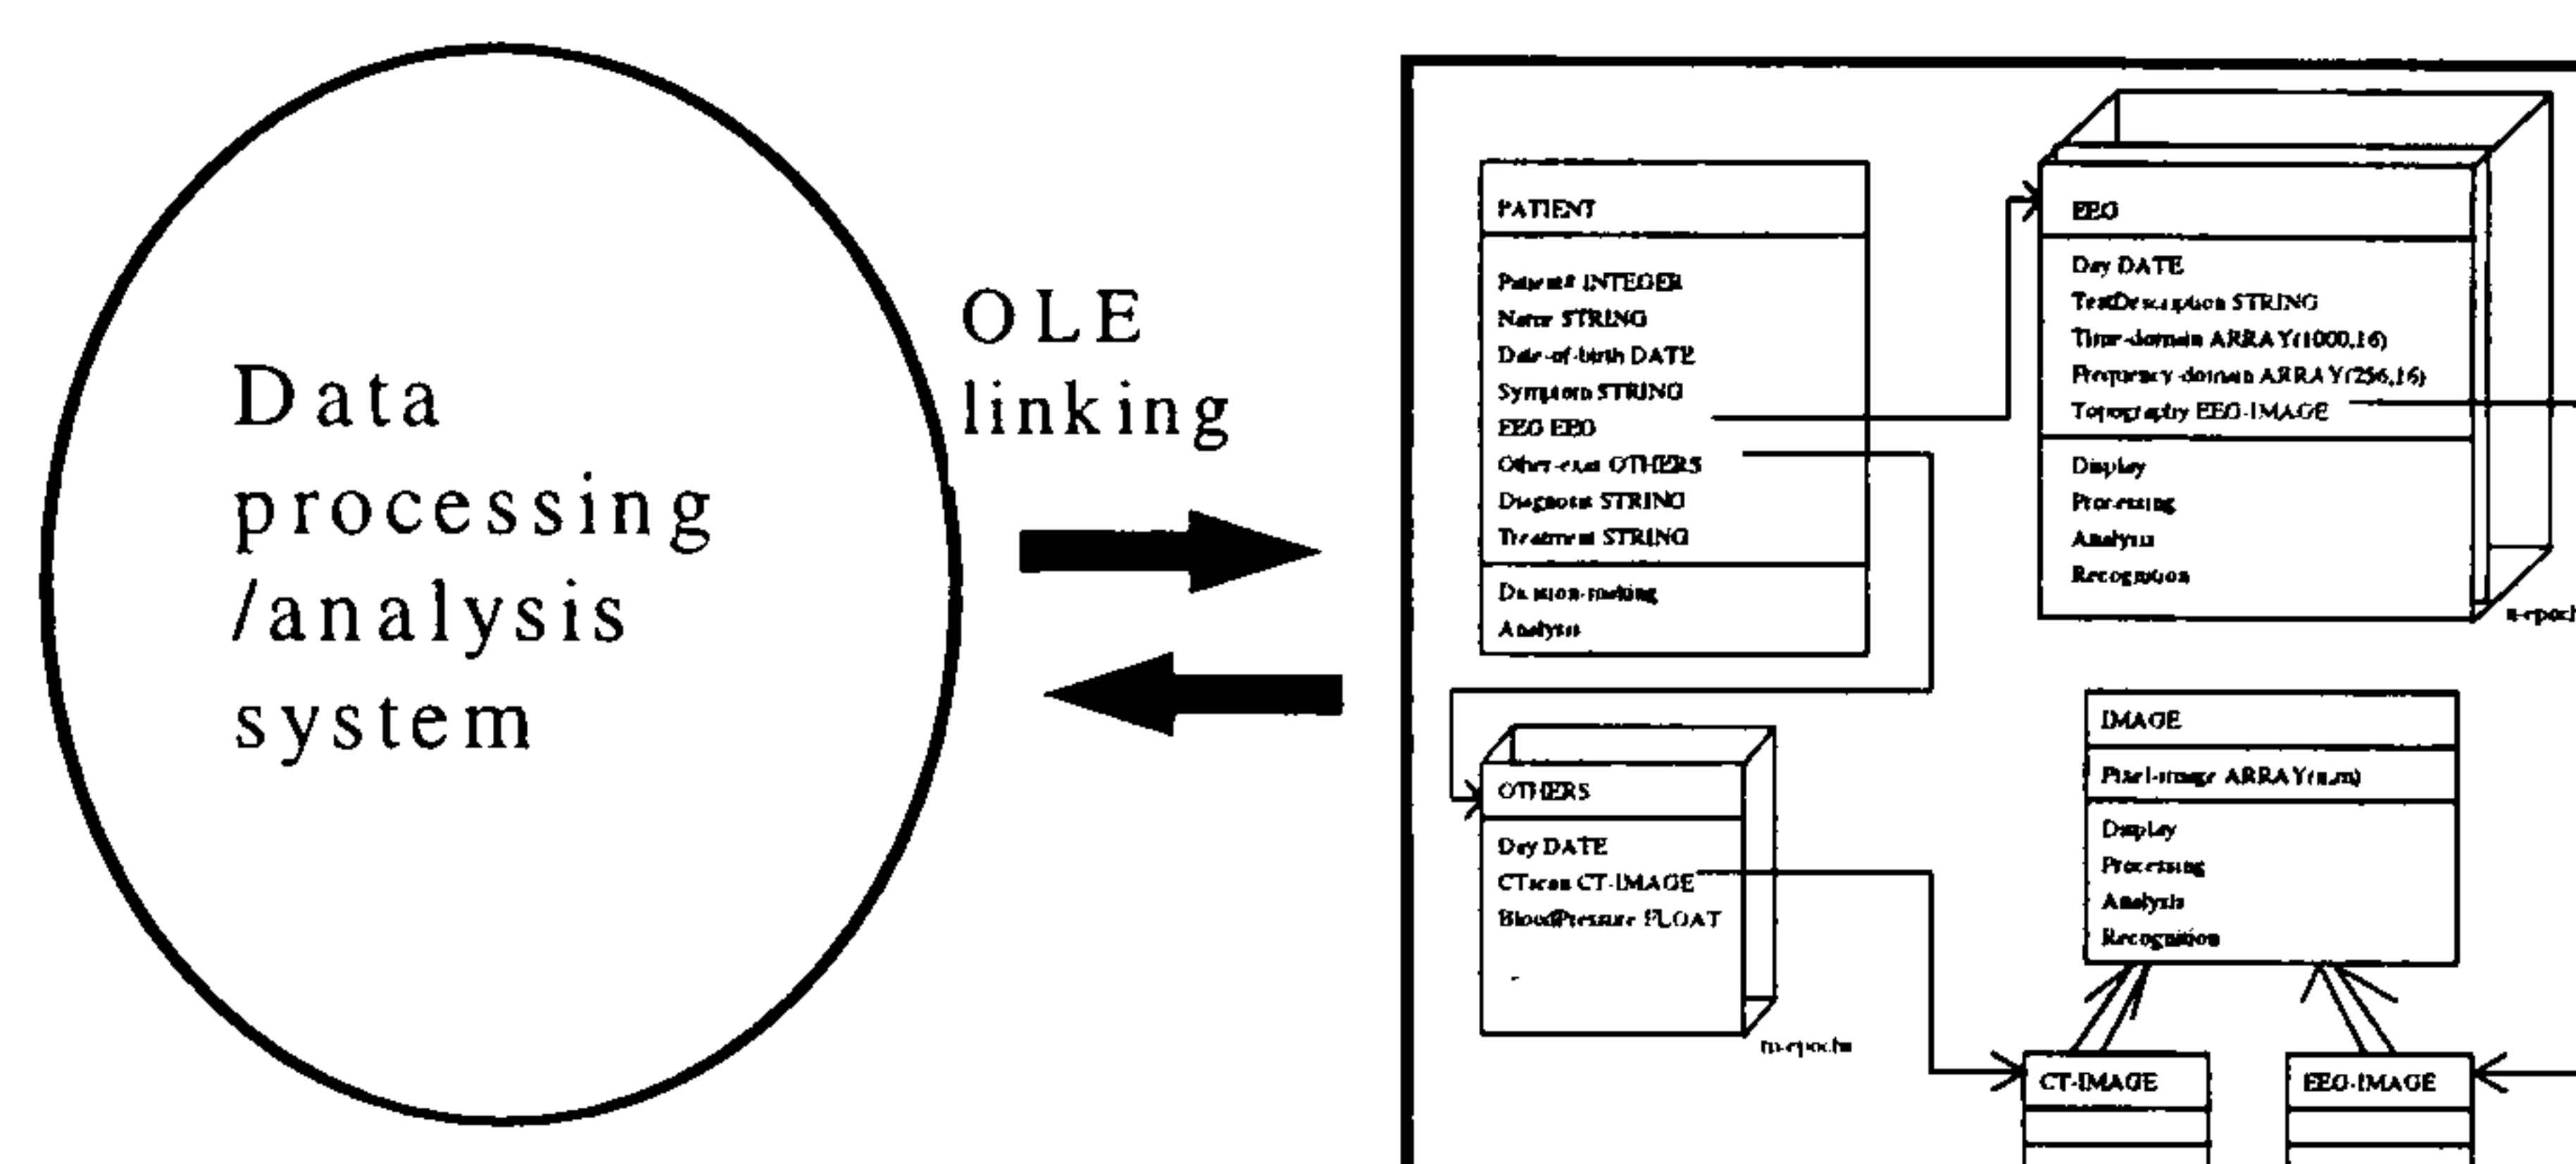 Data
processing
/analysis
system
OLE
linking
PATIENT
Patient# INTEGER
Name STRING
Date-of-birth DATE
Symptom STRING
EEG EEG
Other-exam OTHERS
Diagnosis STRING
Treatment STRING
Decision-making
Analysis
EEG
Day DATE
TextDescription STRING
Time-domain ARRAY(1000,16)
Frequency-domain ARRAY(256,16)
Topography EEG-IMAGE
Display
Processing
Analysis
Recognition
n-epoch
OTHERS
Day DATE
CTscan CT-IMAGE
BloodPressure FLOAT
m-epochs
IMAGE
Pixel-image ARRAY(n,m)
Display
Processing
Analysis
Recognition
CT-IMAGE
EEG-IMAGE